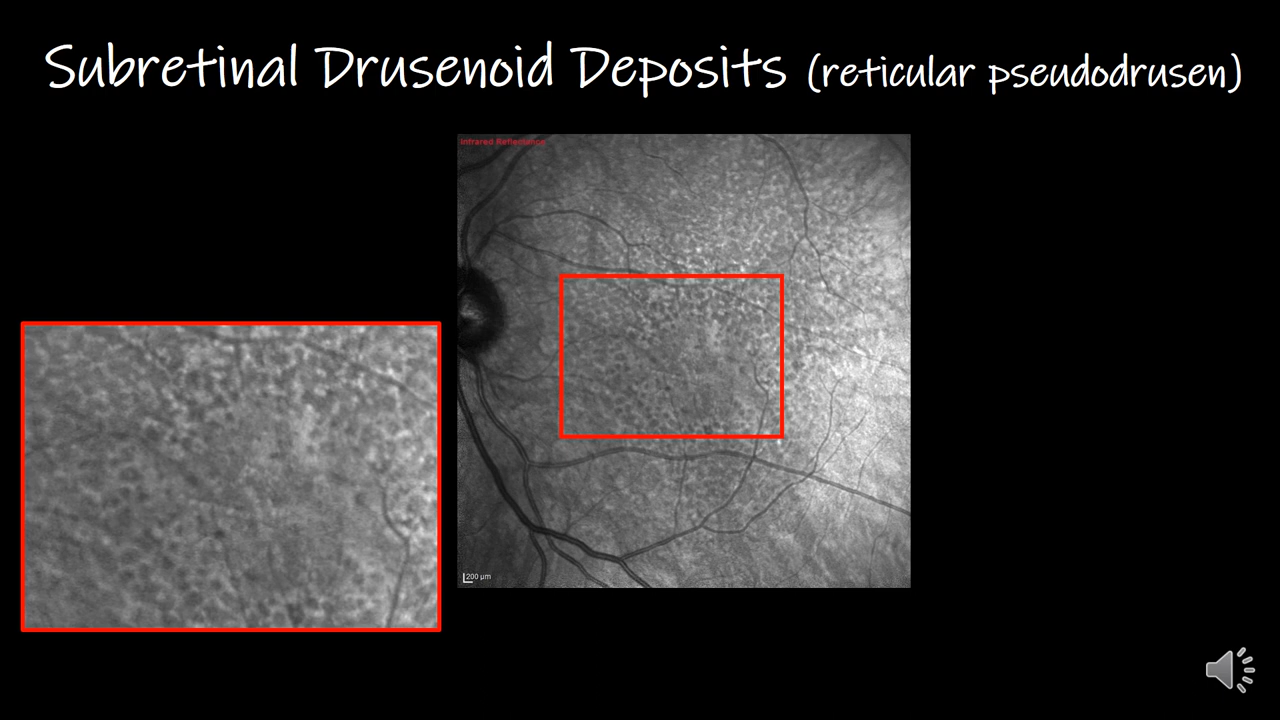 Subretinal Drusenoid Deposits (reticular pseudodrusen)
Infrared Reflectance
200 µm